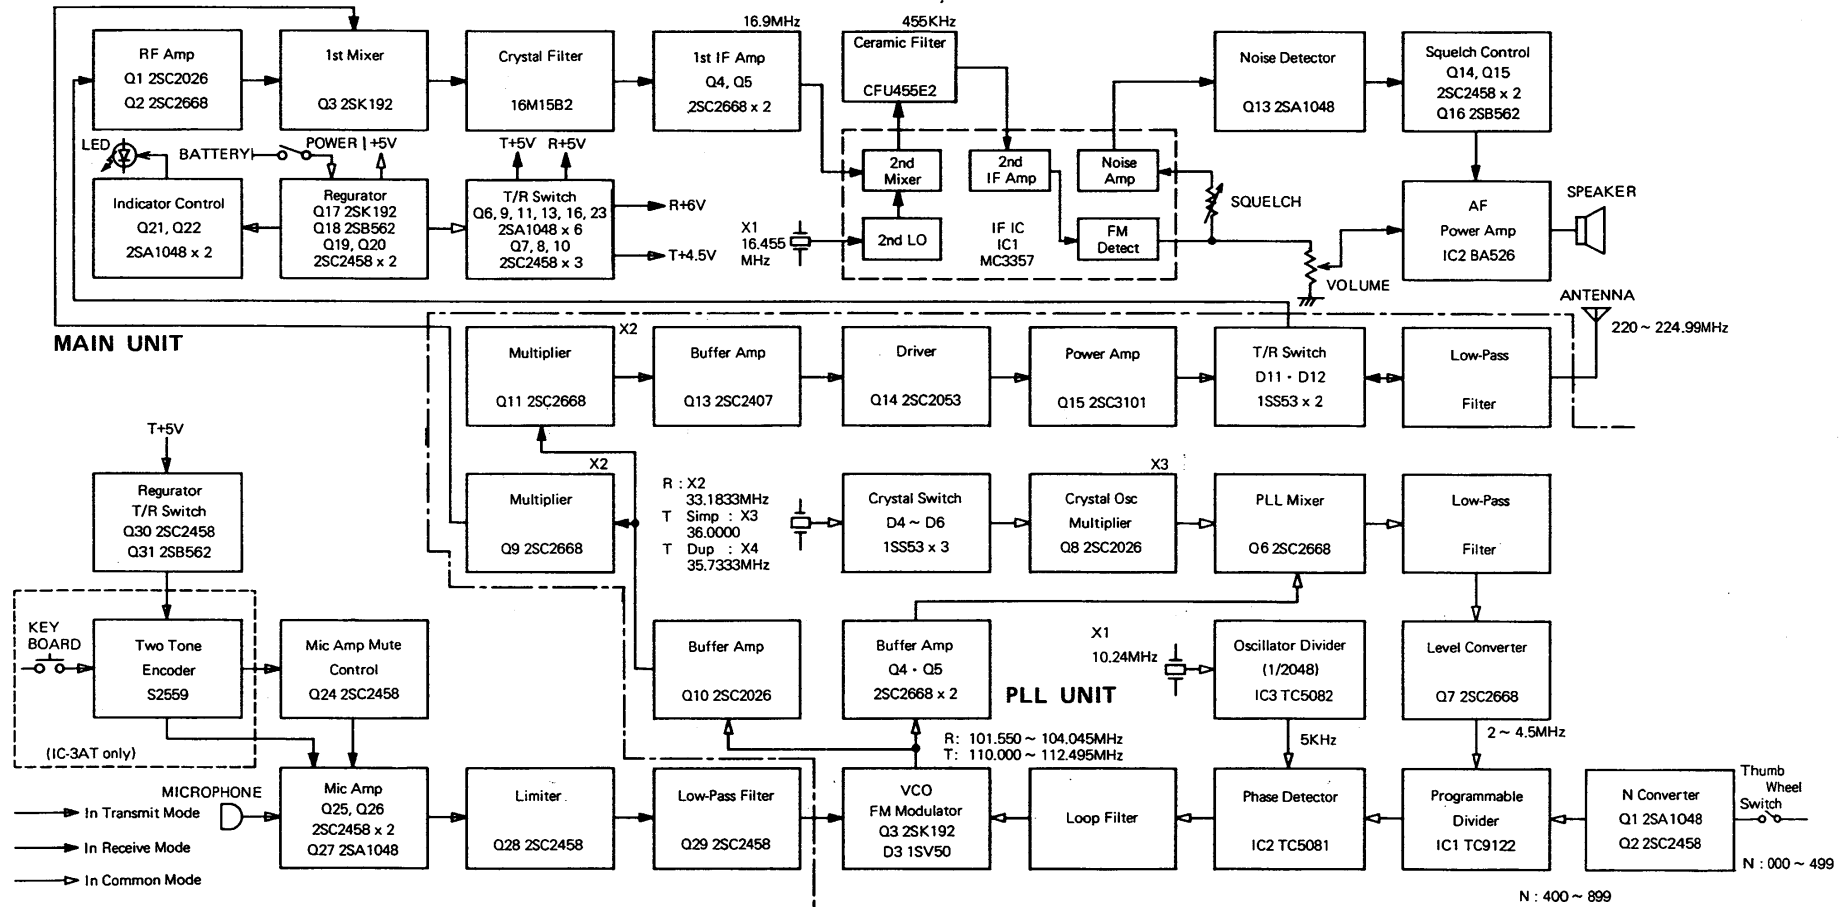 16.9MHz
455KHz
RF Amp
Q1 2SC2026
Q2 2SC2668
1st Mixer
Q3 2SK192
Crystal Filter
16M15B2
1st IF Amp
Q4, Q5
2SC2668 x 2
Ceramic Filter
CFU455E2
Noise Detector
Q13 2SA1048
Squelch Control
Q14, Q15
2SC2458 x 2
Q16 2SB562
LED
BATTERY
POWER
+5V
T+5V
R+5V
Indicator Control
Q21, Q22
2SA1048 x 2
Regurator
Q17 2SK192
Q18 2SB562
Q19, Q20
2SC2458 x 2
T/R Switch
Q6, 9, 11, 13, 16, 23
2SA1048 x 6
Q7, 8, 10
2SC2458 x 3
R+6V
T+4.5V
X1
16.455
MHz
2nd
Mixer
2nd LO
2nd
IF Amp
IF IC
IC1
MC3357
Noise
Amp
FM
Detect
SQUELCH
VOLUME
AF
Power Amp
IC2 BA526
SPEAKER
ANTENNA
220 ~ 224.99MHz
MAIN UNIT
X2
Multiplier
Q11 2SC2668
Buffer Amp
Q13 2SC2407
Driver
Q14 2SC2053
Power Amp
Q15 2SC3101
T/R Switch
D11 · D12
1SS53 x 2
Low-Pass
Filter
T+5V
Regurator
T/R Switch
Q30 2SC2458
Q31 2SB562
X2
Multiplier
Q9 2SC2668
R : X2
33.1833MHz
T Simp : X3
36.0000
T Dup : X4
35.7333MHz
Crystal Switch
D4 ~ D6
1SS53 x 3
X3
Crystal Osc
Multiplier
Q8 2SC2026
PLL Mixer
Q6 2SC2668
Low-Pass
Filter
KEY
BOARD
Two Tone
Encoder
S2559
(IC-3AT only)
Mic Amp Mute
Control
Q24 2SC2458
Buffer Amp
Q10 2SC2026
Buffer Amp
Q4 · Q5
2SC2668 x 2
PLL UNIT
X1
10.24MHz
Oscillator Divider
(1/2048)
IC3 TC5082
Level Converter
Q7 2SC2668
R: 101.550 ~ 104.045MHz
T: 110.000 ~ 112.495MHz
5KHz
2 ~ 4.5MHz
MICROPHONE
Mic Amp
Q25, Q26
2SC2458 x 2
Q27 2SA1048
Limiter
Q28 2SC2458
Low-Pass Filter
Q29 2SC2458
VCO
FM Modulator
Q3 2SK192
D3 1SV50
Loop Filter
Phase Detector
IC2 TC5081
Programmable
Divider
IC1 TC9122
N Converter
Q1 2SA1048
Q2 2SC2458
Thumb
Wheel
Switch
N : 000 ~ 499
N : 400 ~ 899
In Transmit Mode
In Receive Mode
In Common Mode